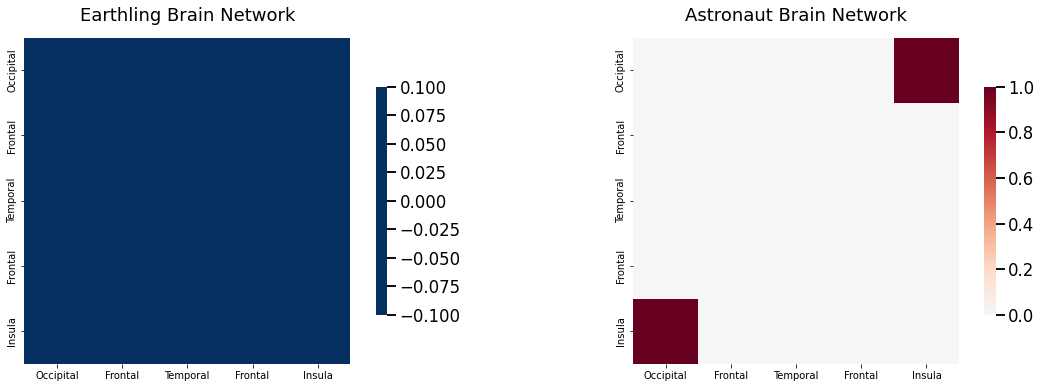 Earthling Brain Network
Occipital
Frontal
Temporal
Frontal
Insula
Occipital Frontal Temporal Frontal Insula
0.100
0.075
0.050
0.025
0.000
−0.025
−0.050
−0.075
−0.100
Astronaut Brain Network
Occipital
Frontal
Temporal
Frontal
Insula
Occipital Frontal Temporal Frontal Insula
1.0
0.8
0.6
0.4
0.2
0.0